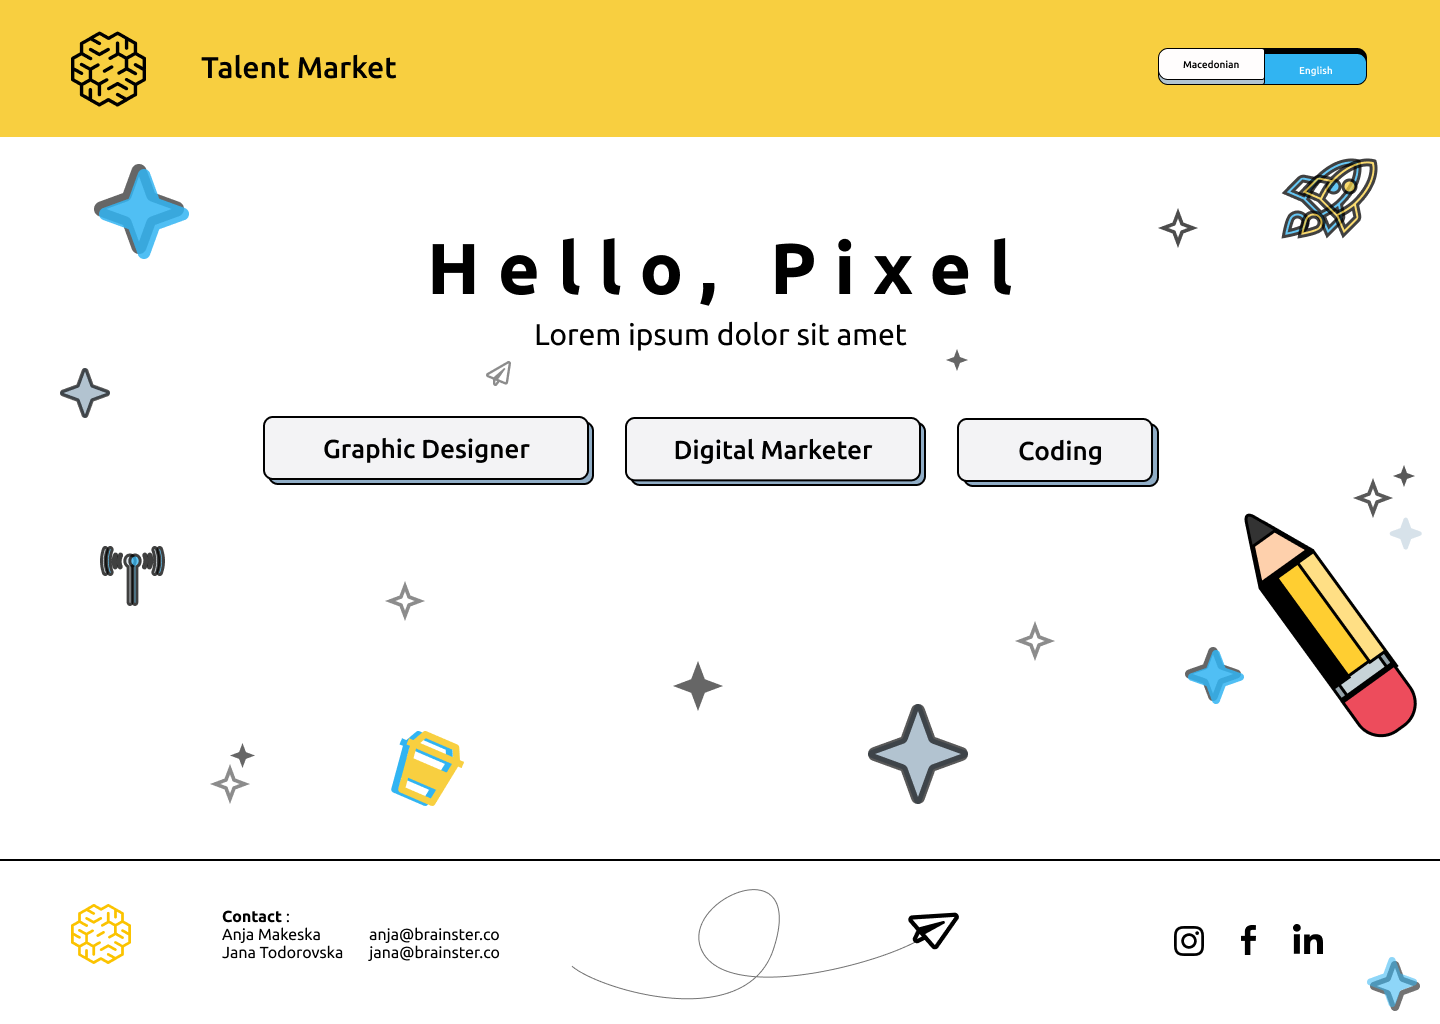 Talent Market
Macedonian
English
Hello, Pixel
Lorem ipsum dolor sit amet
Graphic Designer
Digital Marketer
Coding
Contact :
Anja Makeska anja@brainster.co
Jana Todorovska jana@brainster.co